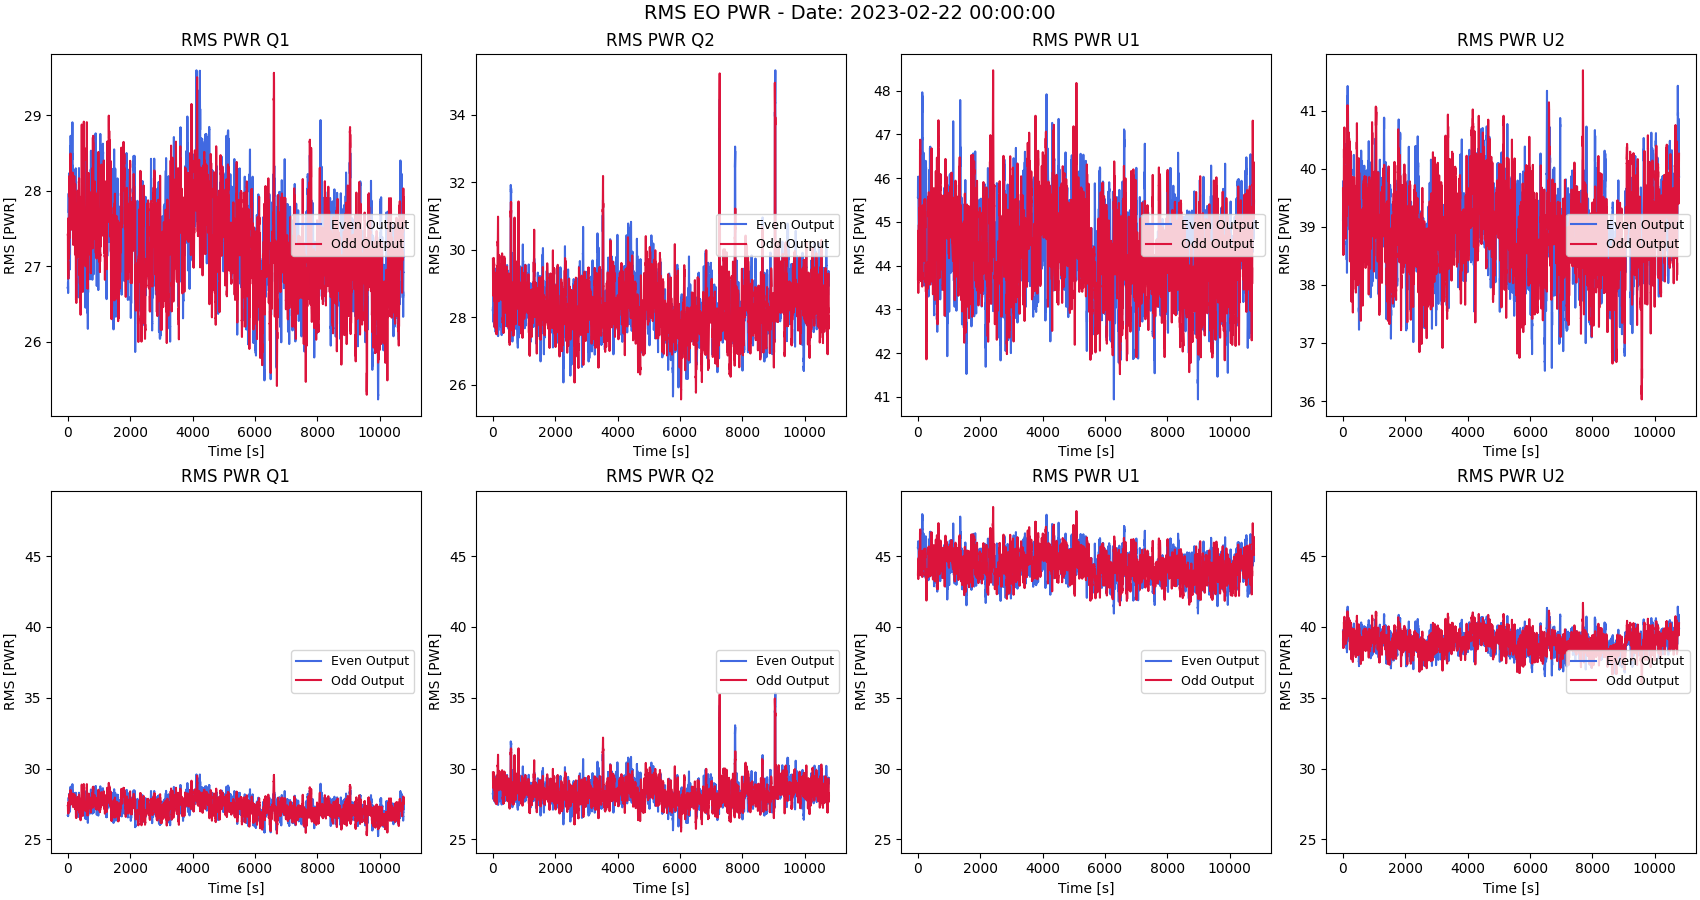 RMS EO PWR - Date: 2023-02-22 00:00:00
RMS PWR Q1
RMS [PWR]
29
28
27
26
Even Output
Odd Output
0 2000 4000 6000 8000 10000
Time [s]
RMS PWR Q2
RMS [PWR]
34
32
30
28
26
Even Output
Odd Output
0 2000 4000 6000 8000 10000
Time [s]
RMS PWR U1
RMS [PWR]
48
47
46
45
44
43
42
41
Even Output
Odd Output
0 2000 4000 6000 8000 10000
Time [s]
RMS PWR U2
RMS [PWR]
41
40
39
38
37
36
Even Output
Odd Output
0 2000 4000 6000 8000 10000
Time [s]
RMS PWR Q1
RMS [PWR]
45
40
35
30
25
Even Output
Odd Output
0 2000 4000 6000 8000 10000
Time [s]
RMS PWR Q2
RMS [PWR]
45
40
35
30
25
Even Output
Odd Output
0 2000 4000 6000 8000 10000
Time [s]
RMS PWR U1
RMS [PWR]
45
40
35
30
25
Even Output
Odd Output
0 2000 4000 6000 8000 10000
Time [s]
RMS PWR U2
RMS [PWR]
45
40
35
30
25
Even Output
Odd Output
0 2000 4000 6000 8000 10000
Time [s]